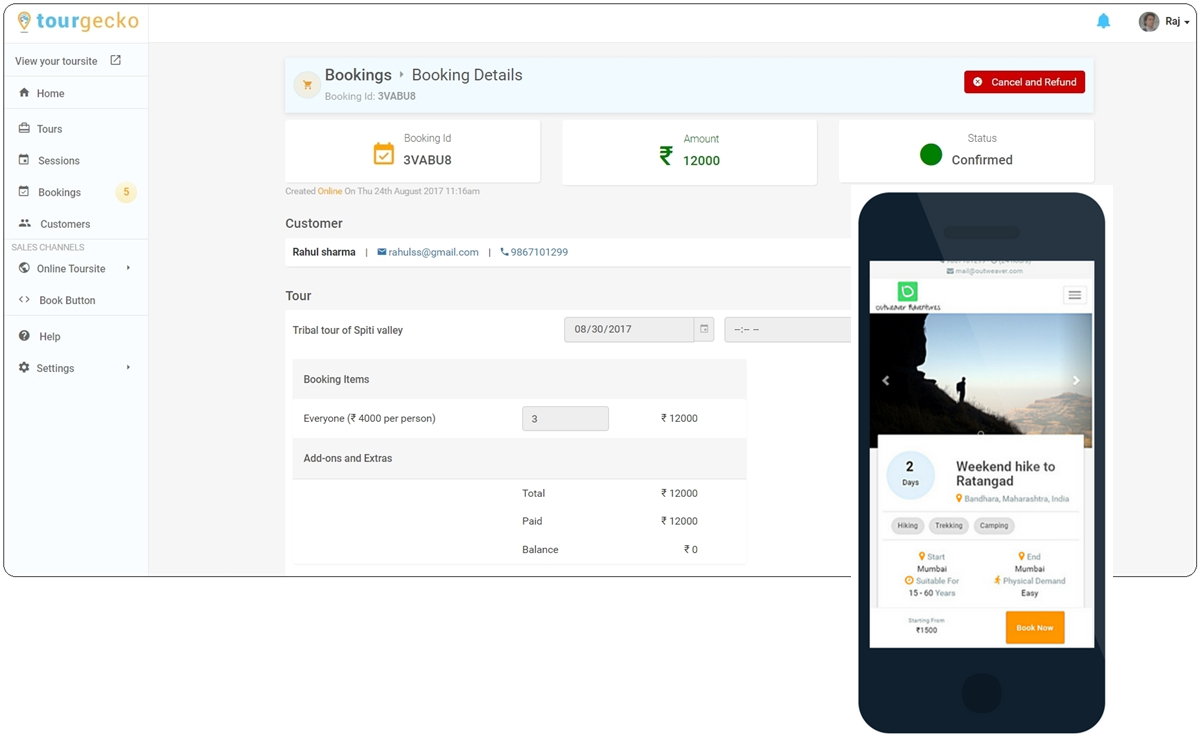 tourgecko
Raj
View your toursite
Home
Tours
Sessions
Bookings 5
Customers
SALES CHANNELS
Online Toursite
Book Button
Help
Settings
Bookings Booking Details
Booking Id: 3VABU8
Cancel and Refund
Booking Id
3VABU8
Amount
₹ 12000
Status
Confirmed
Created Online On Thu 24th August 2017 11:16am
Customer
Rahul sharma | rahulss@gmail.com | 9867101299
Tour
Tribal tour of Spiti valley 08/30/2017 --:-- --
Booking Items
Everyone (₹ 4000 per person) 3 ₹ 12000
Add-ons and Extras
Total ₹ 12000
Paid ₹ 12000
Balance ₹ 0
mail@outweaver.com
outweaver Adventures
2
Days
Weekend hike to
Ratangad
Bandhara, Maharashtra, India
Hiking Trekking Camping
Start End
Mumbai Mumbai
Suitable For Physical Demand
15 - 60 Years Easy
Starting From
₹1500
Book Now